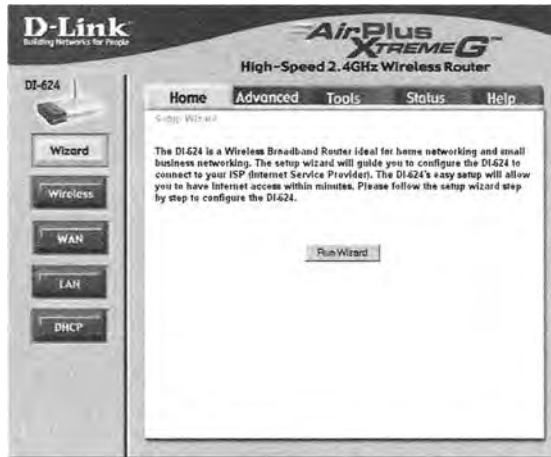 D-Link
Building Networks for People
AirPlus
XTREME G™
High-Speed 2.4GHz Wireless Router
DI-624
Home Advanced Tools Status Help
Setup Wizard
Wizard
Wireless
WAN
LAN
DHCP
The DI-624 is a Wireless Broadband Router ideal for home networking and small
business networking. The setup wizard will guide you to configure the DI-624 to
connect to your ISP (Internet Service Provider). The DI-624's easy setup will allow
you to have Internet access within minutes. Please follow the setup wizard step
by step to configure the DI-624.
Run Wizard